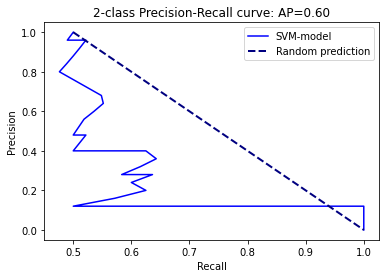 2-class Precision-Recall curve: AP=0.60
SVM-model
Random prediction
Precision
1.0
0.8
0.6
0.4
0.2
0.0
0.5
0.6
0.7
0.8
0.9
1.0
Recall